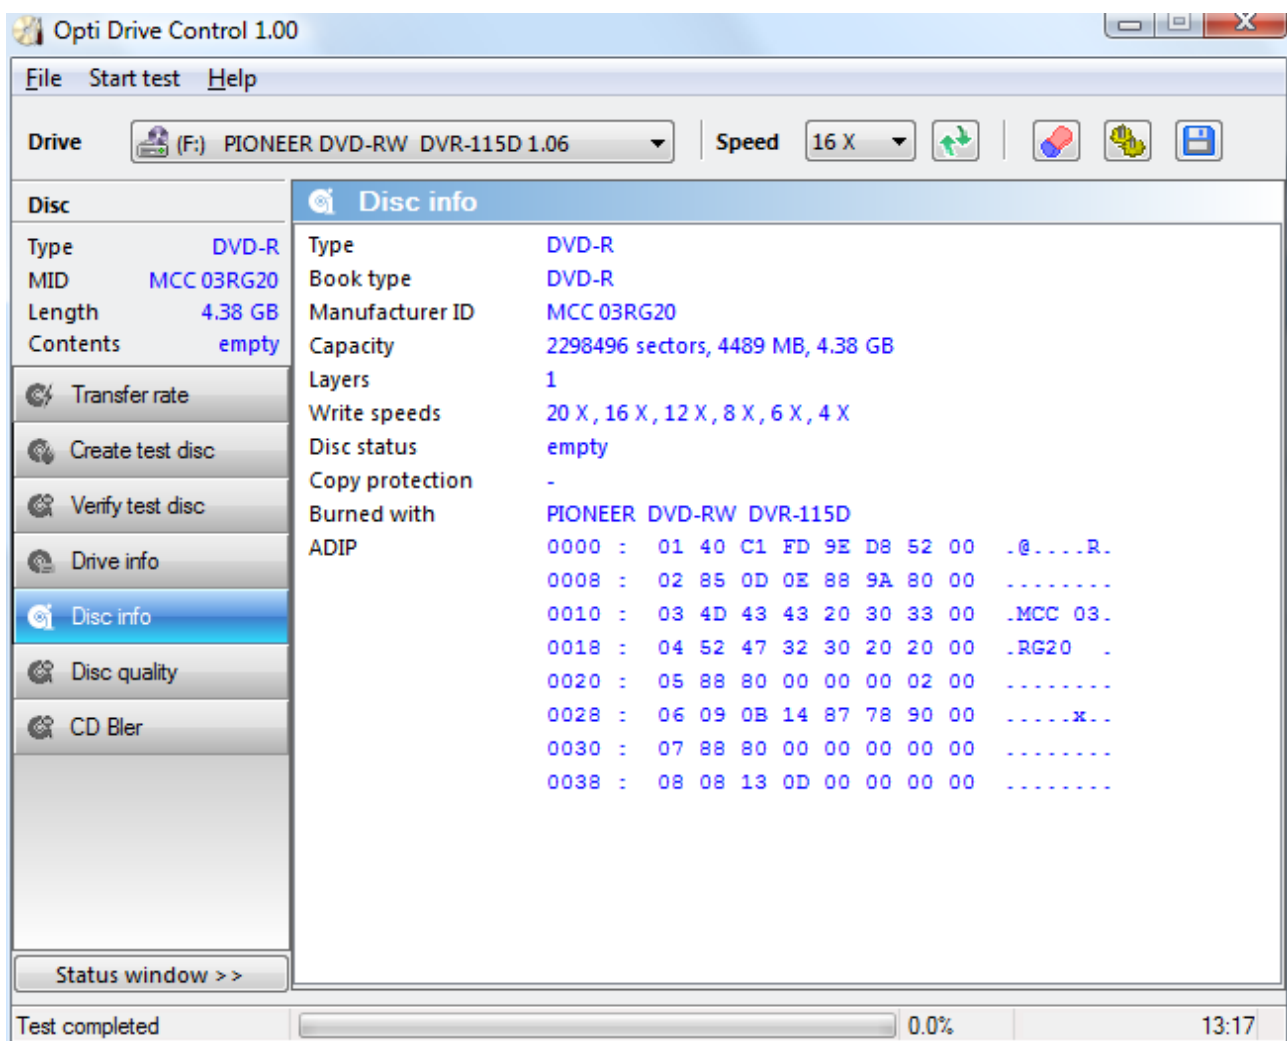 Opti Drive Control 1.00
File Start test Help
Drive (F:) PIONEER DVD-RW DVR-115D 1.06 Speed 16 X
Disc
Type DVD-R
MID MCC 03RG20
Length 4.38 GB
Contents empty
Transfer rate
Create test disc
Verify test disc
Drive info
Disc info
Disc quality
CD Bler
Status window >>
Disc info
Type DVD-R
Book type DVD-R
Manufacturer ID MCC 03RG20
Capacity 2298496 sectors, 4489 MB, 4.38 GB
Layers 1
Write speeds 20 X , 16 X , 12 X , 8 X , 6 X , 4 X
Disc status empty
Copy protection -
Burned with PIONEER DVD-RW DVR-115D
ADIP 0000 : 01 40 C1 FD 9E D8 52 00 .@....R.
0008 : 02 85 0D 0E 88 9A 80 00 ........
0010 : 03 4D 43 43 20 30 33 00 .MCC 03.
0018 : 04 52 47 32 30 20 20 00 .RG20  .
0020 : 05 88 80 00 00 00 02 00 ........
0028 : 06 09 0B 14 87 78 90 00 .....x..
0030 : 07 88 80 00 00 00 00 00 ........
0038 : 08 08 13 0D 00 00 00 00 ........
Test completed 0.0% 13:17